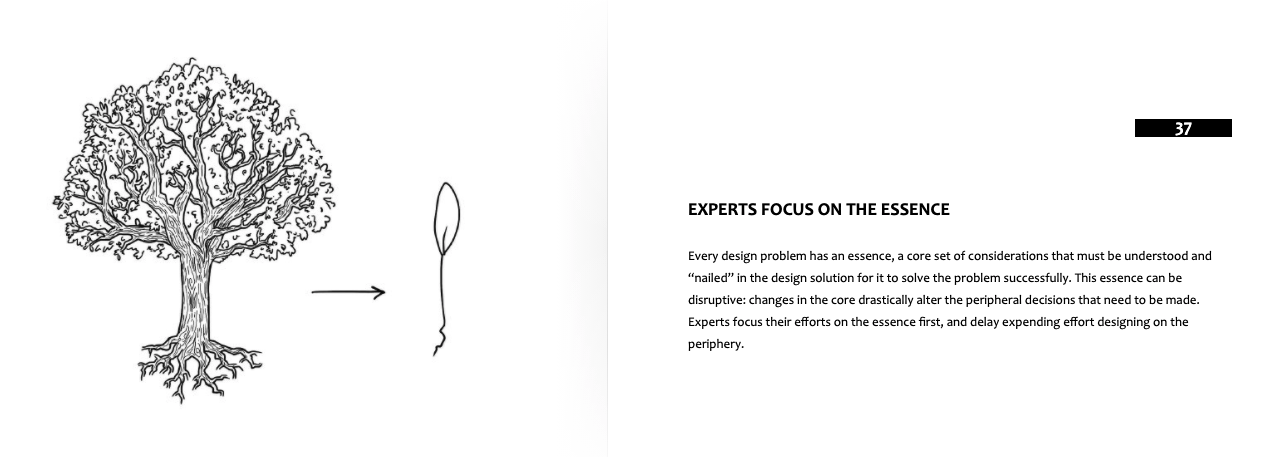 37
EXPERTS FOCUS ON THE ESSENCE
Every design problem has an essence, a core set of considerations that must be understood and
“nailed” in the design solution for it to solve the problem successfully. This essence can be
disruptive: changes in the core drastically alter the peripheral decisions that need to be made.
Experts focus their efforts on the essence first, and delay expending effort designing on the
periphery.